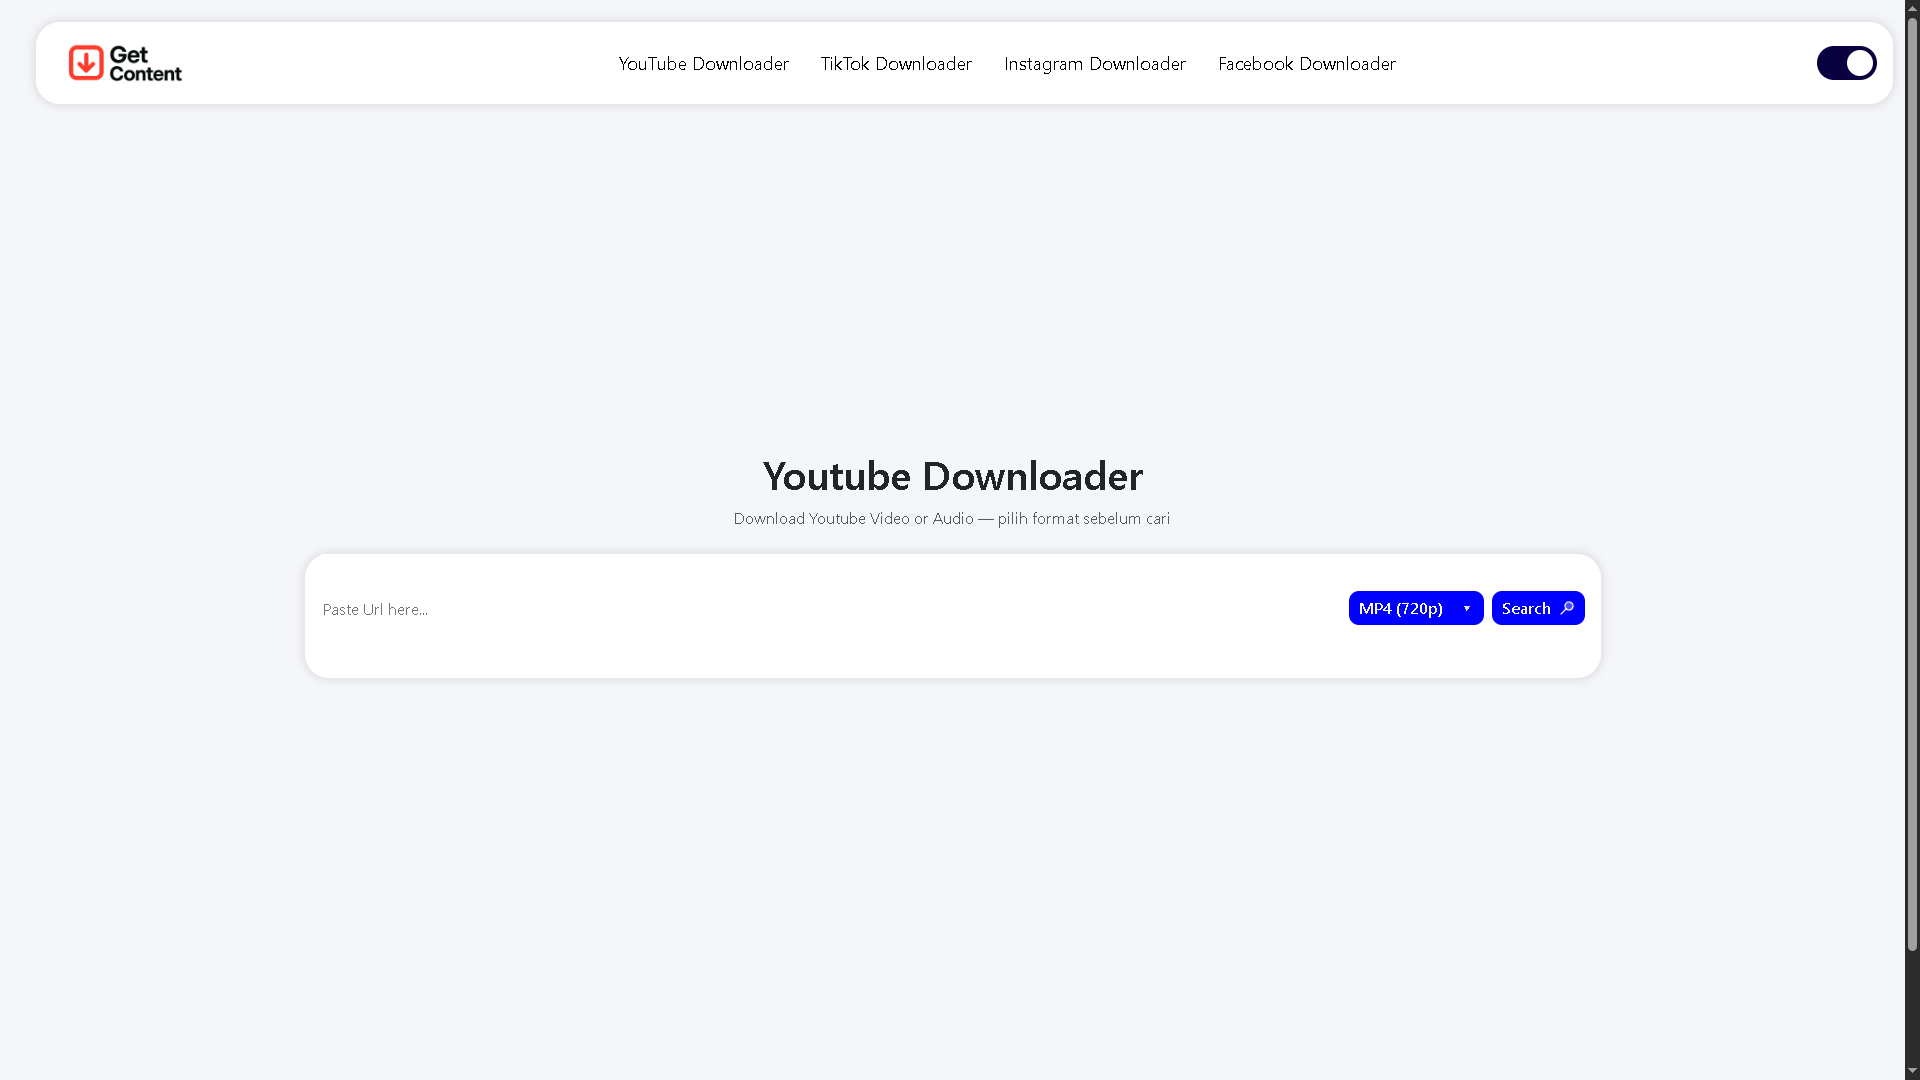 Get
Content
YouTube Downloader
TikTok Downloader
Instagram Downloader
Facebook Downloader
Youtube Downloader
Download Youtube Video or Audio — pilih format sebelum cari
Paste Url here...
MP4 (720p)
Search